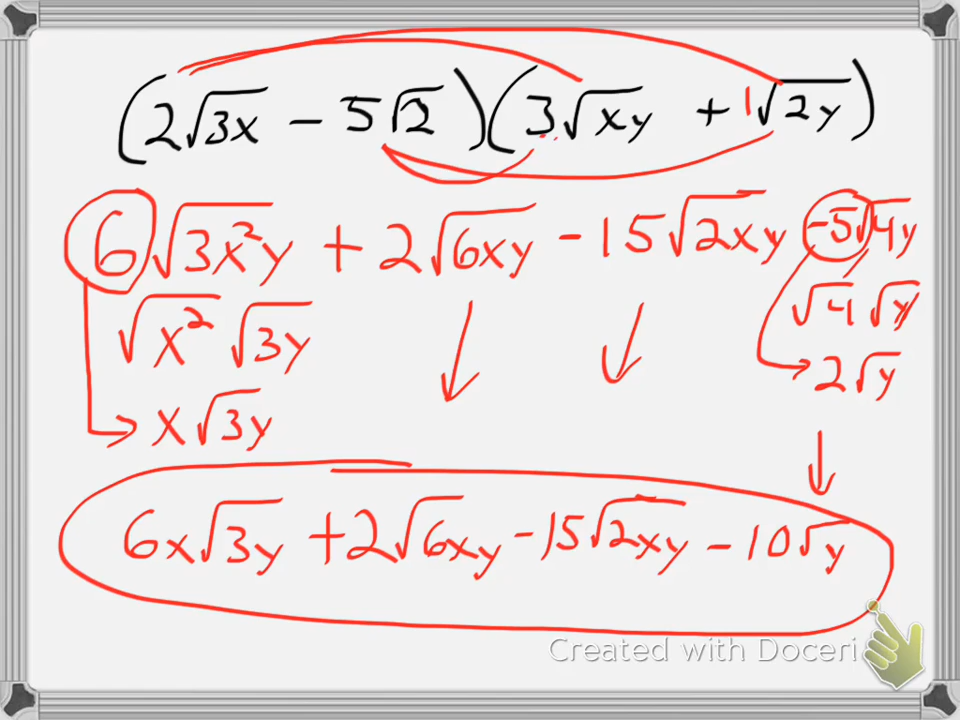 (2√3x - 5√2)(3√xy + 1√2y)
6√3x²y + 2√6xy - 15√2xy -5√4y
√x² √3y √4 √y
x√3y 2√y
6x√3y + 2√6xy - 15√2xy - 10√y
Created with Doceri